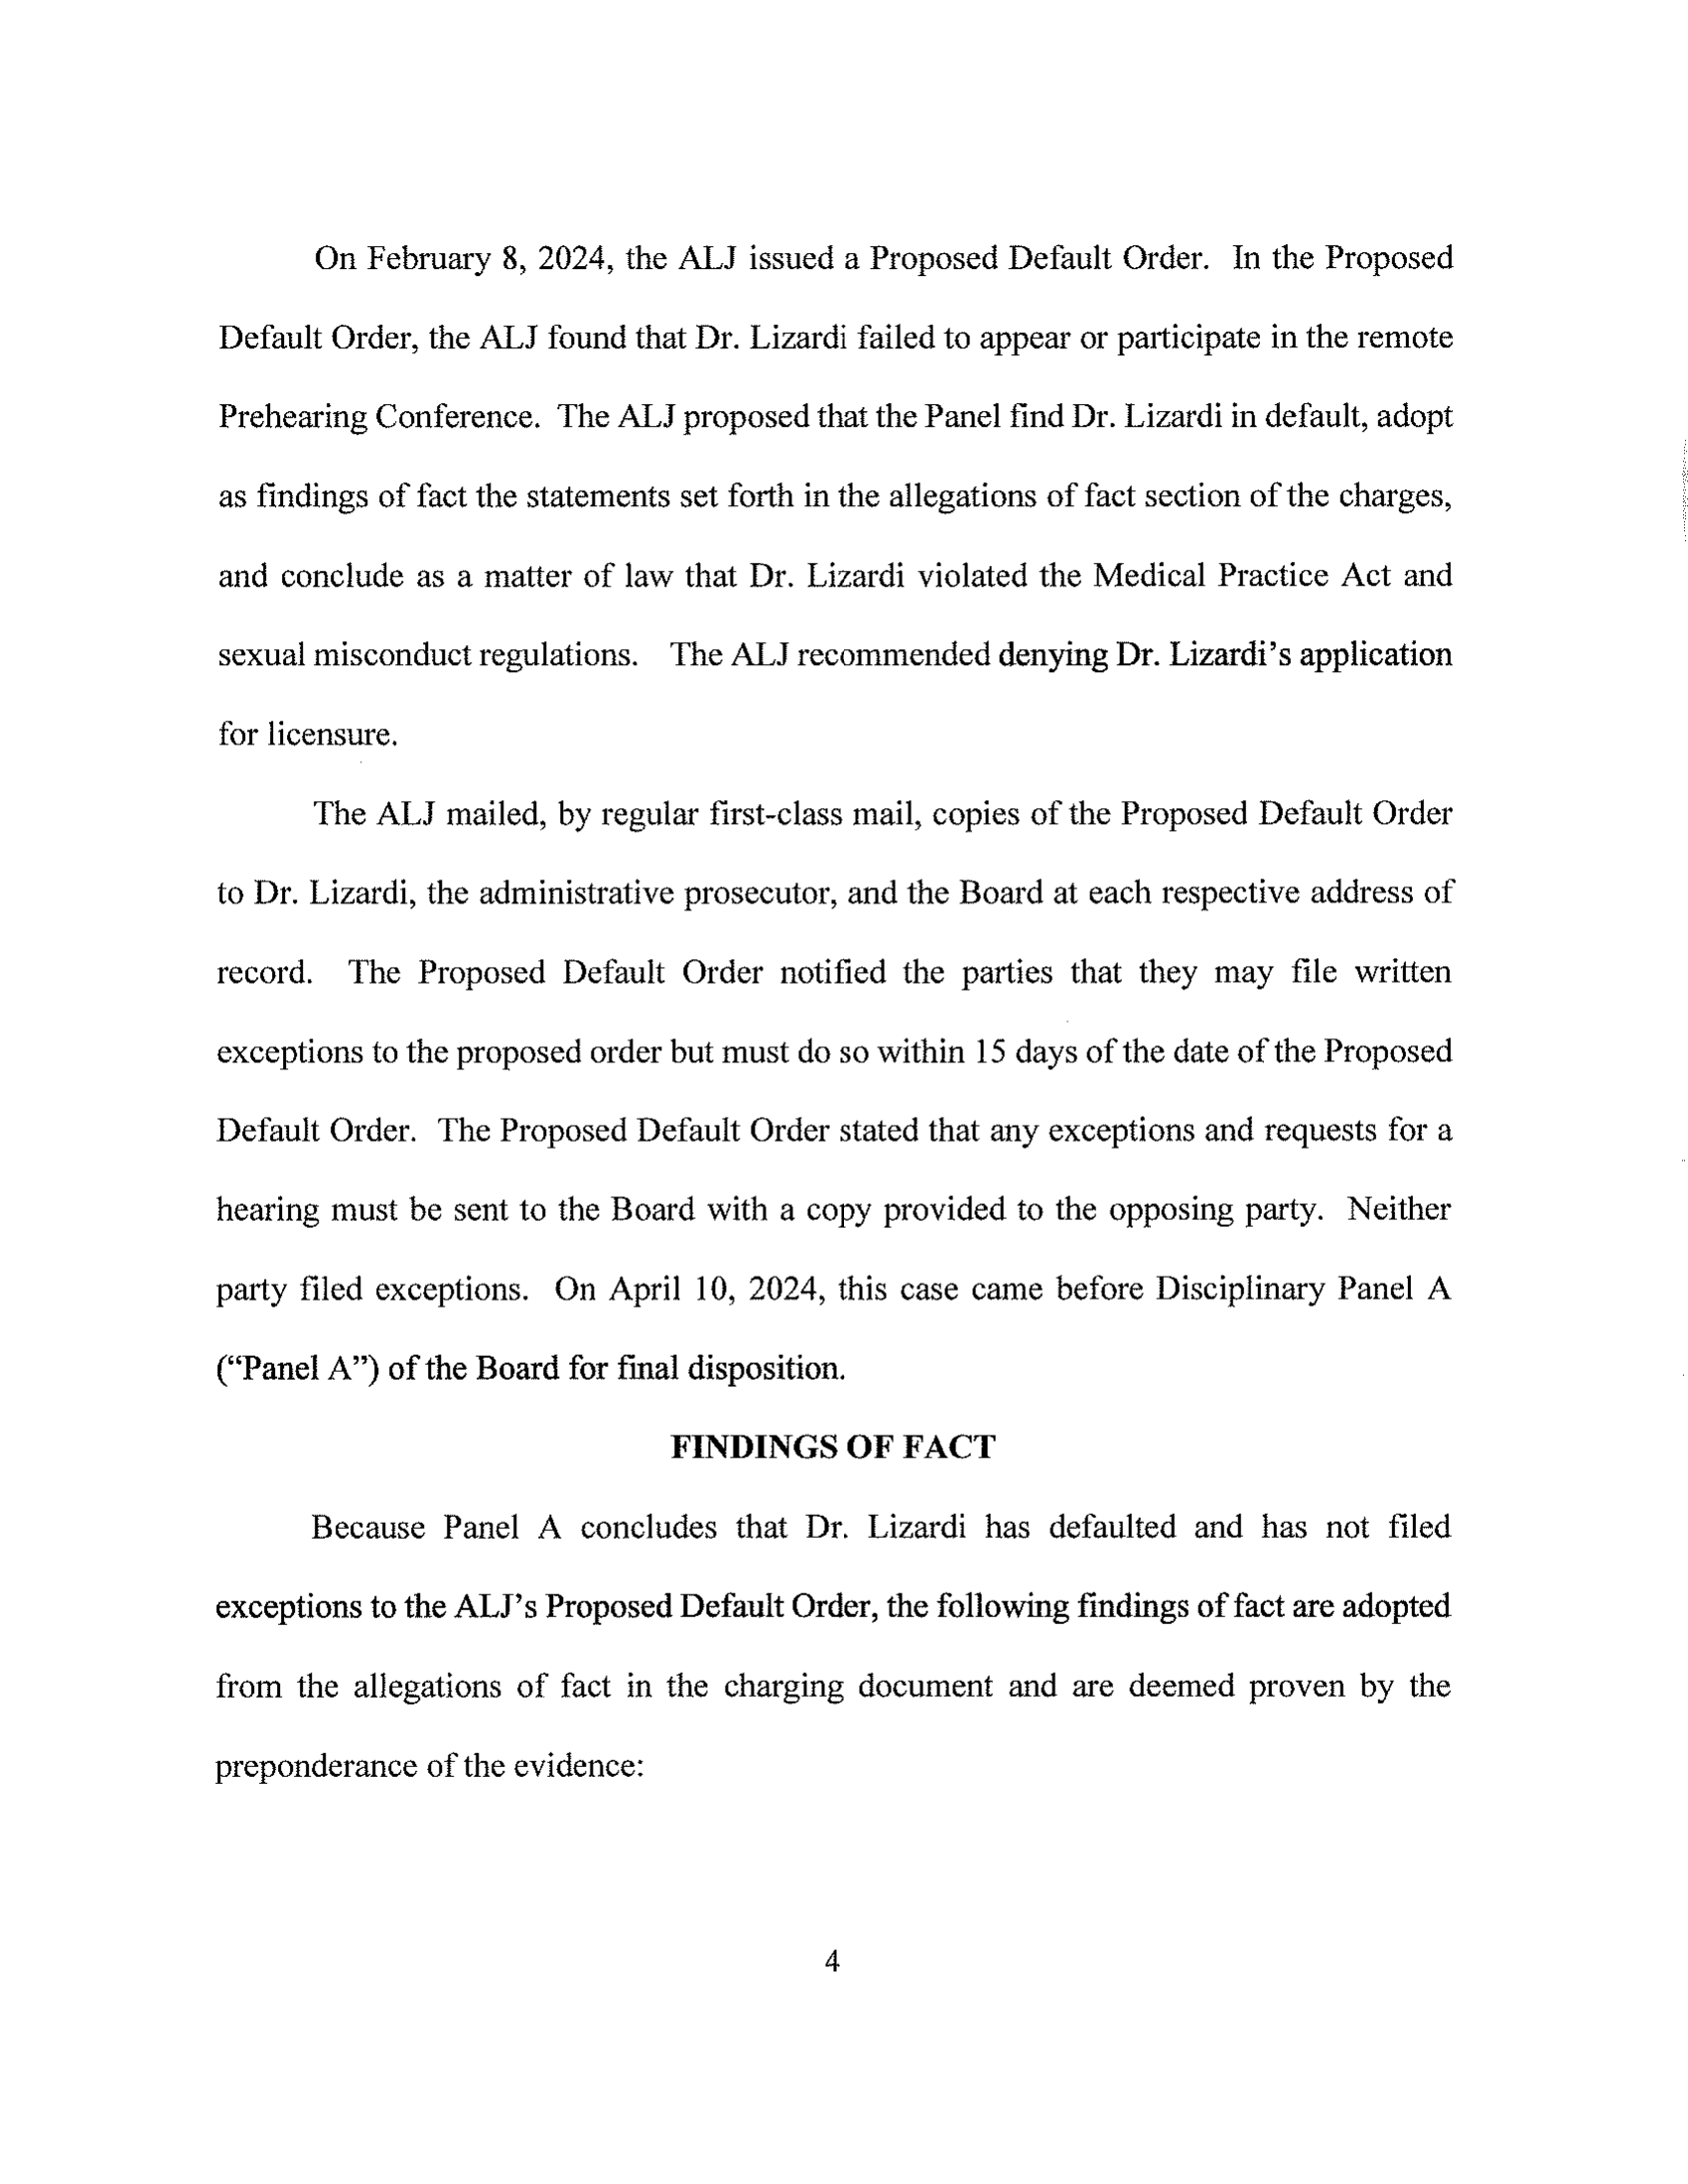 On February 8, 2024, the ALJ issued a Proposed Default Order. In the Proposed
Default Order, the ALJ found that Dr. Lizardi failed to appear or participate in the remote
Prehearing Conference. The ALJ proposed that the Panel find Dr. Lizardi in default, adopt
as findings of fact the statements set forth in the allegations of fact section of the charges,
and conclude as a matter of law that Dr. Lizardi violated the Medical Practice Act and
sexual misconduct regulations. The ALJ recommended denying Dr. Lizardi's application
for licensure.
The ALJ mailed, by regular first-class mail, copies of the Proposed Default Order
to Dr. Lizardi, the administrative prosecutor, and the Board at each respective address of
record. The Proposed Default Order notified the parties that they may file written
exceptions to the proposed order but must do so within 15 days of the date of the Proposed
Default Order. The Proposed Default Order stated that any exceptions and requests for a
hearing must be sent to the Board with a copy provided to the opposing party. Neither
party filed exceptions. On April 10, 2024, this case came before Disciplinary Panel A
(“Panel A”) of the Board for final disposition.
FINDINGS OF FACT
Because Panel A concludes that Dr. Lizardi has defaulted and has not filed
exceptions to the ALJ's Proposed Default Order, the following findings of fact are adopted
from the allegations of fact in the charging document and are deemed proven by the
preponderance of the evidence:
4